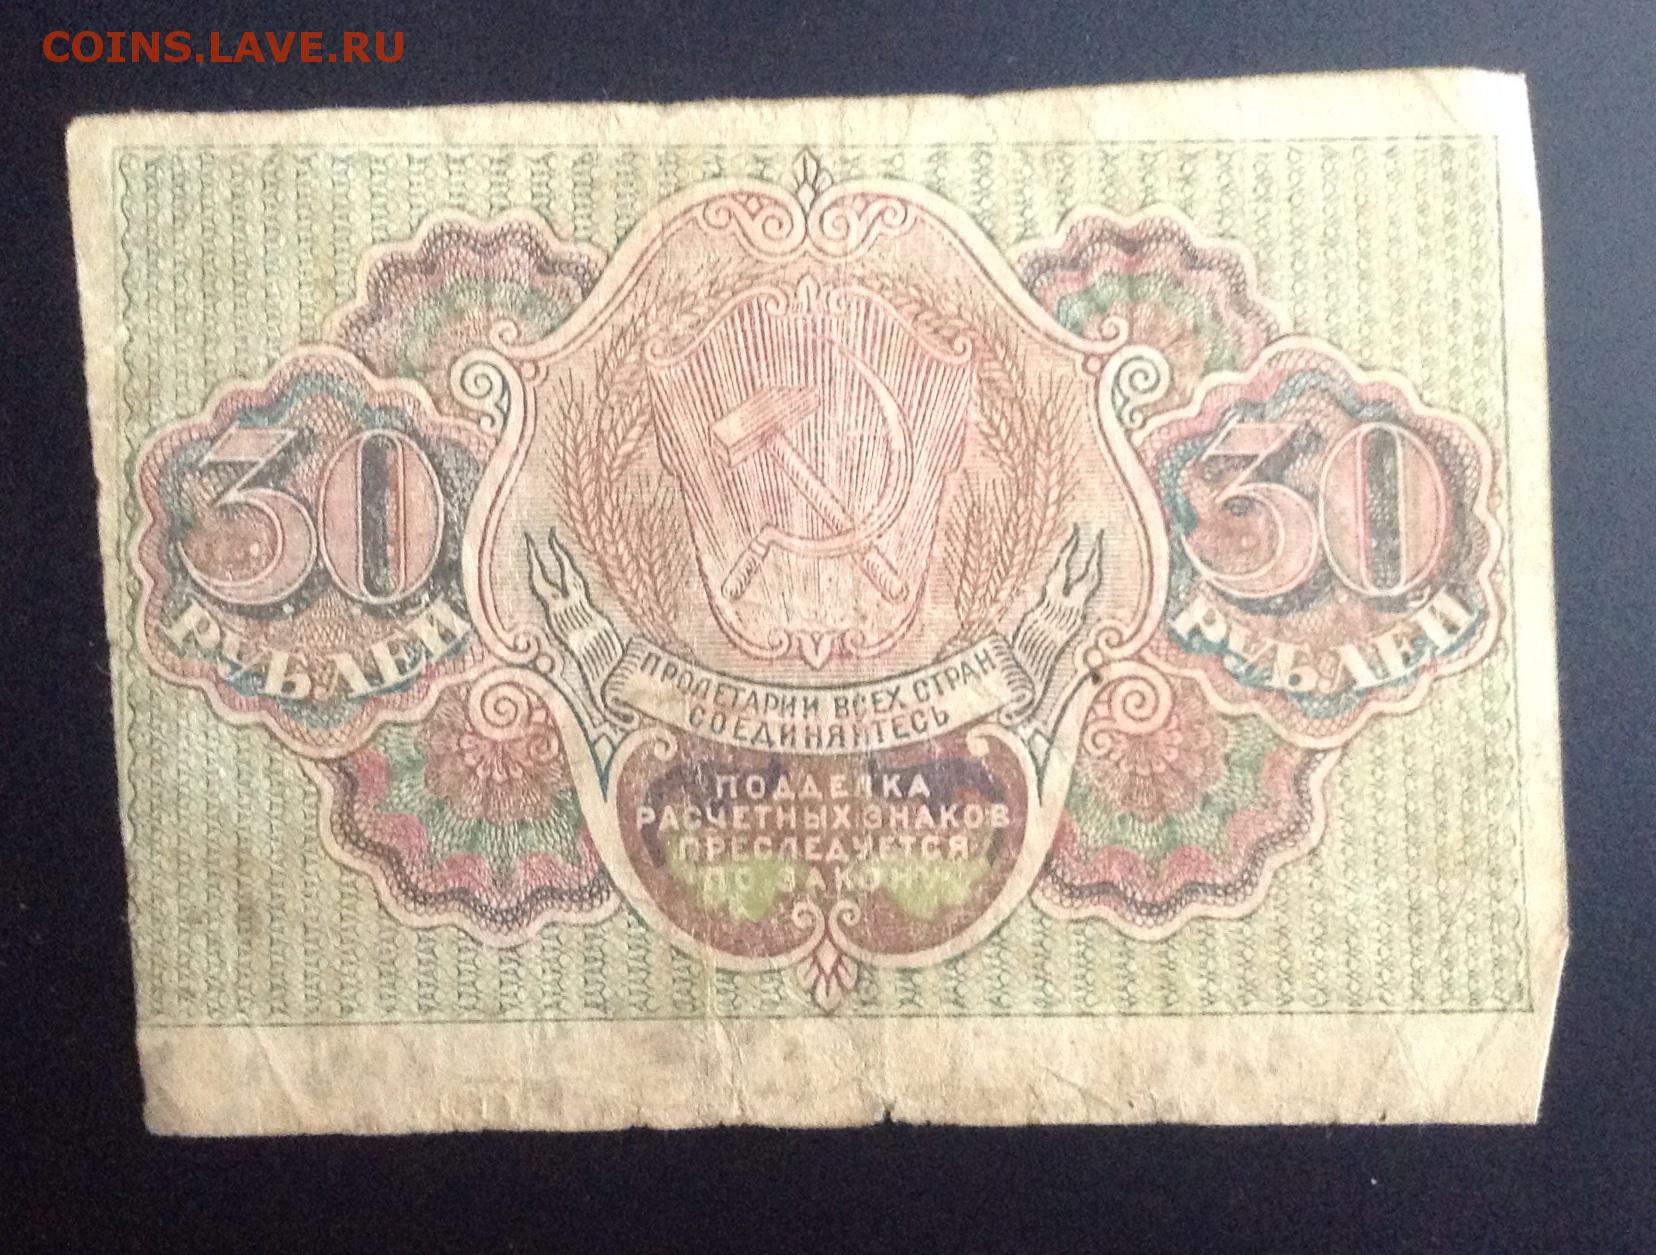 COINS.LAVE.RU
30
РУБЛЕЙ
30
РУБЛЕЙ
ПРОЛЕТАРИИ ВСЕХ СТРАН
СОЕДИНЯЙТЕСЬ
ПОДДЕЛКА
РАСЧЕТНЫХ ЗНАКОВ
ПРЕСЛЕДУЕТСЯ
ПО ЗАКОНУ